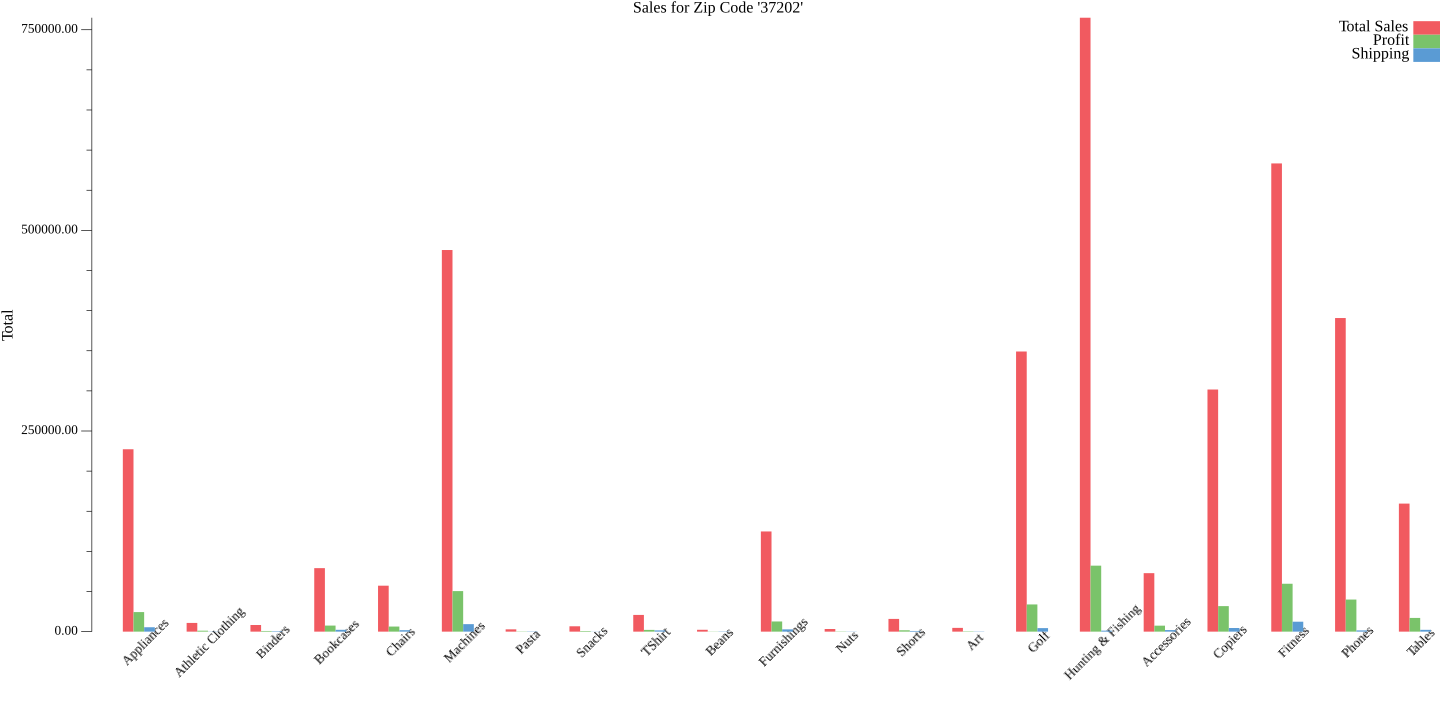 Sales for Zip Code '37202'
Total Sales
Profit
Shipping
Total
750000.00
500000.00
250000.00
0.00
Appliances
Athletic Clothing
Binders
Bookcases
Chairs
Machines
Pasta
Snacks
TShirt
Beans
Furnishings
Nuts
Shorts
Art
Golf
Hunting & Fishing
Accessories
Copiers
Fitness
Phones
Tables